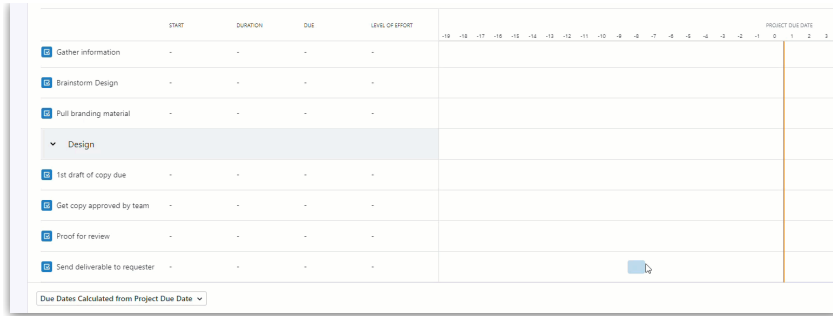 START DURATION DUE LEVEL OF EFFORT PROJECT DUE DATE
-19 -18 -17 -16 -15 -14 -13 -12 -11 -10 -9 -8 -7 -6 -5 -4 -3 -2 -1 0 1 2 3
Gather information - - - -
Brainstorm Design - - - -
Pull branding material - - - -
Design
1st draft of copy due - - - -
Get copy approved by team - - - -
Proof for review - - - -
Send deliverable to requester - - - -
Due Dates Calculated from Project Due Date